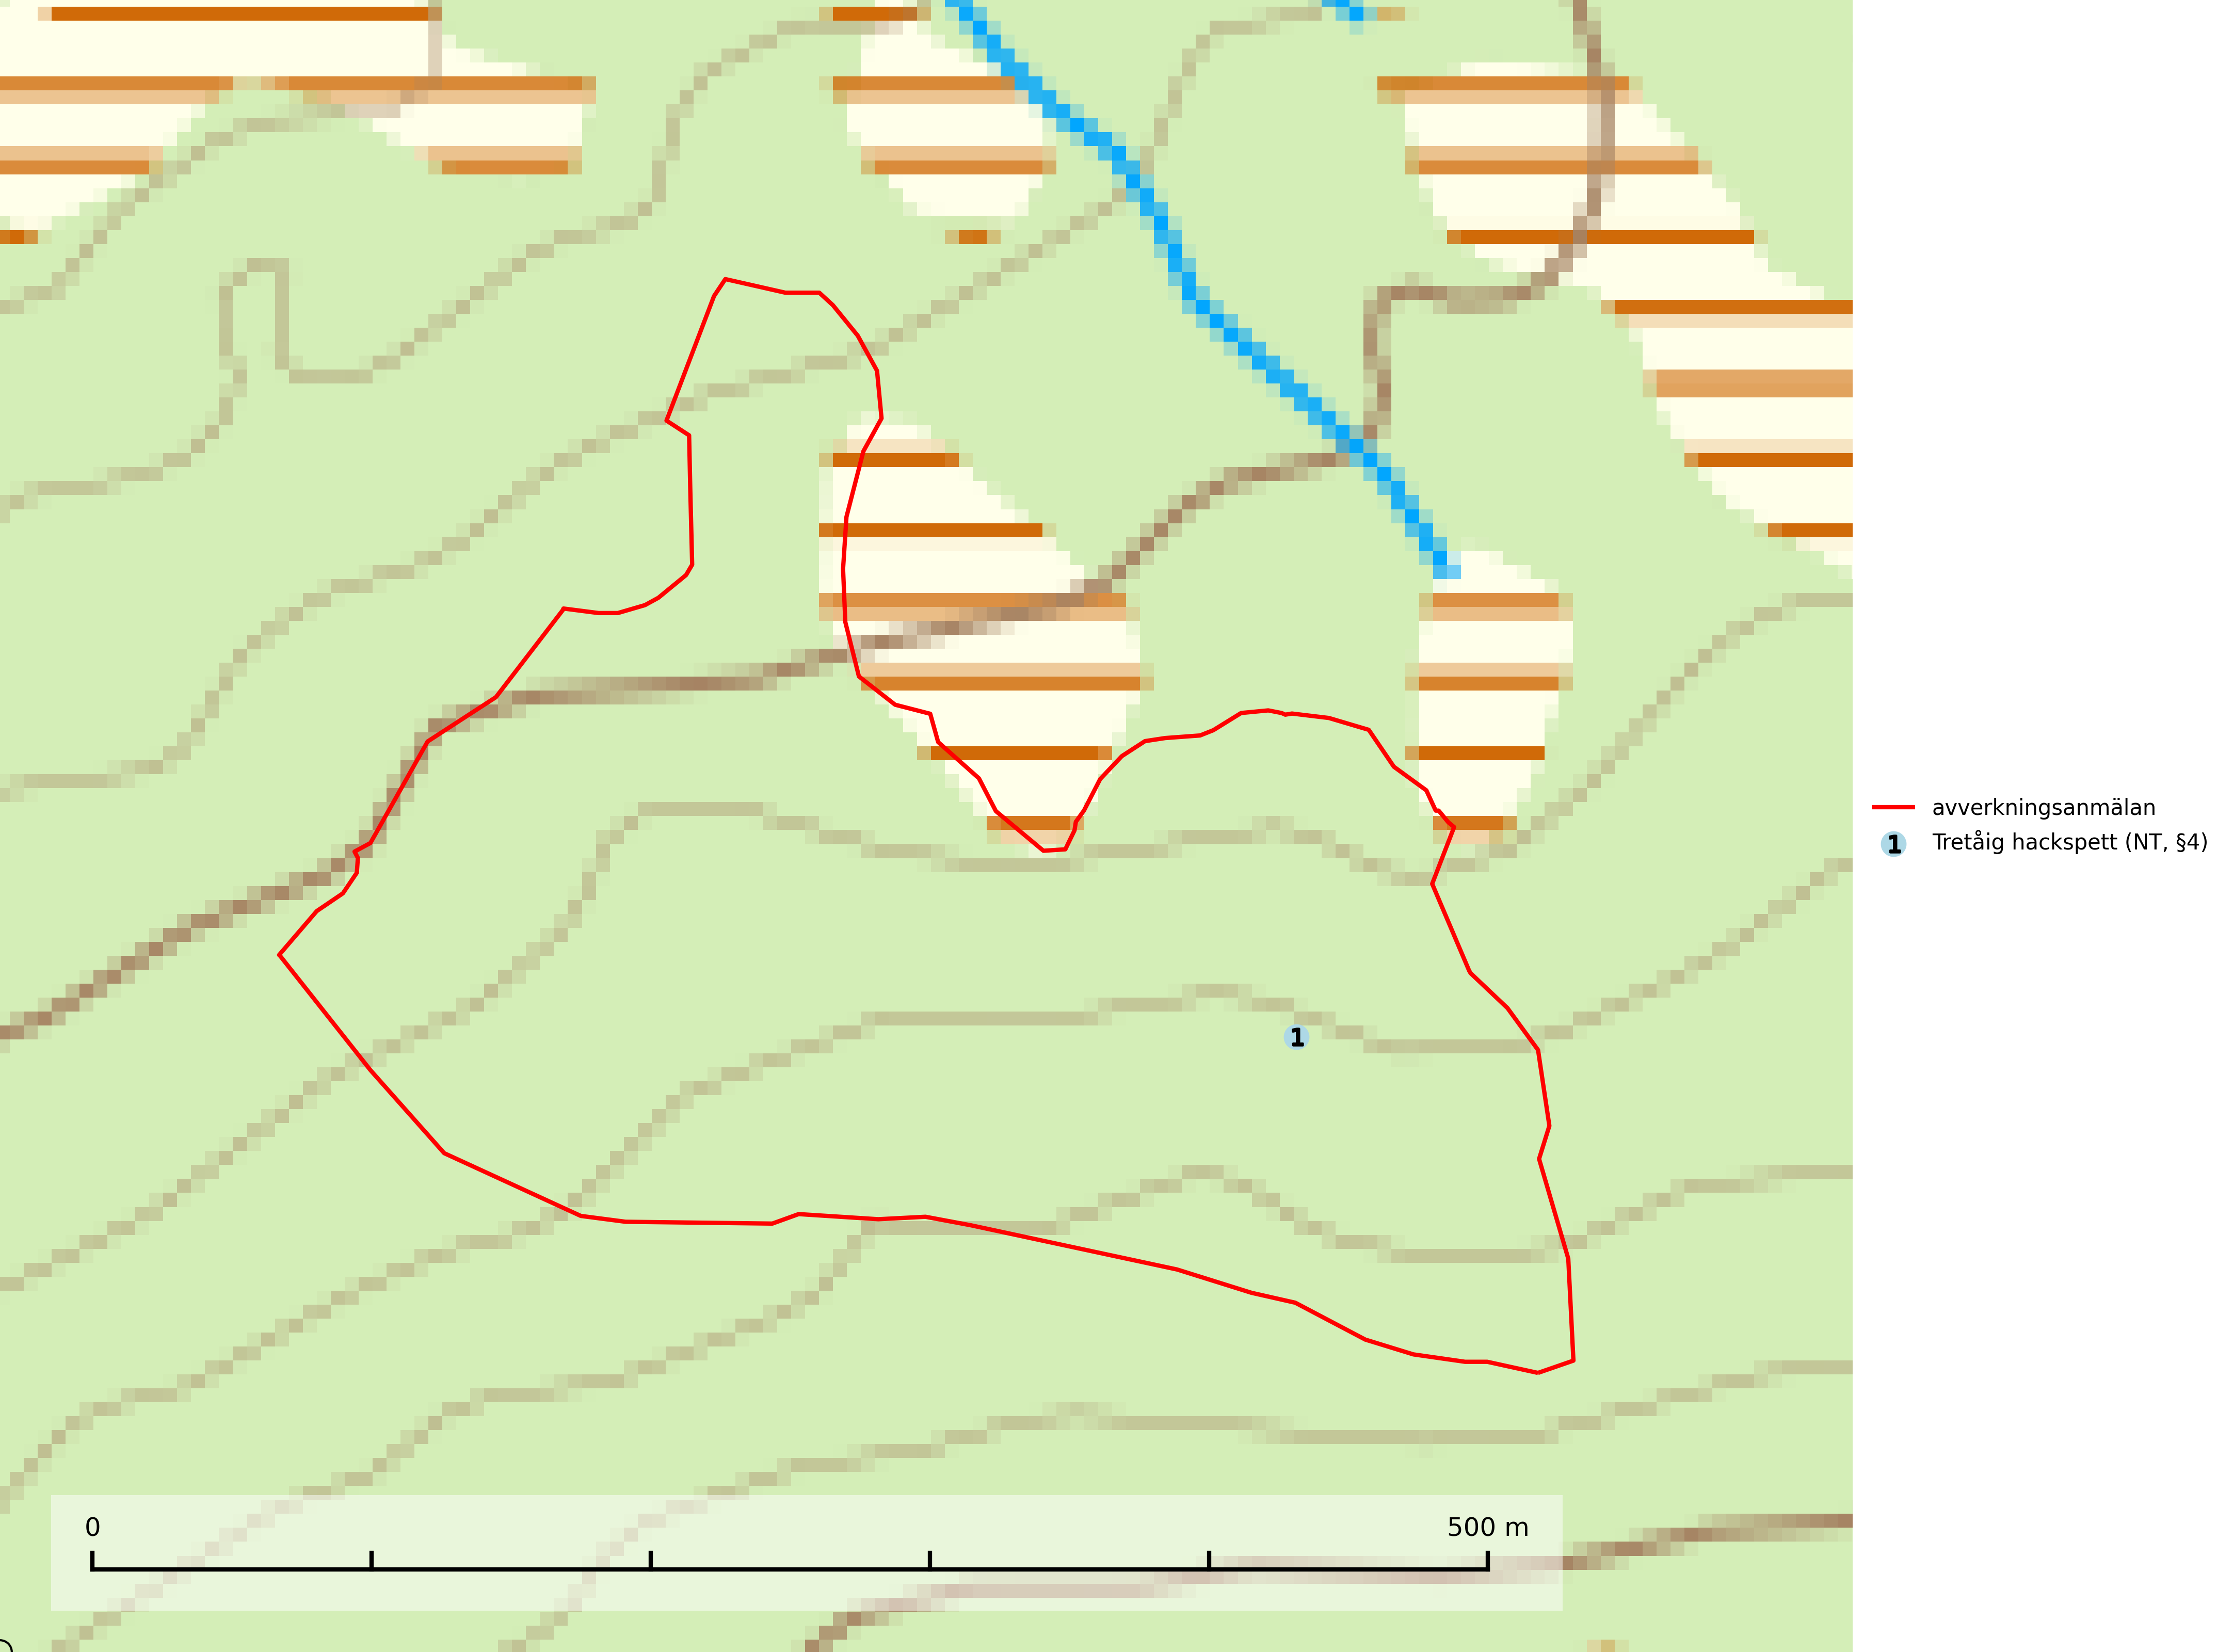 avverkningsanmälan
1 Tretåig hackspett (NT, §4)
1
0 500 m